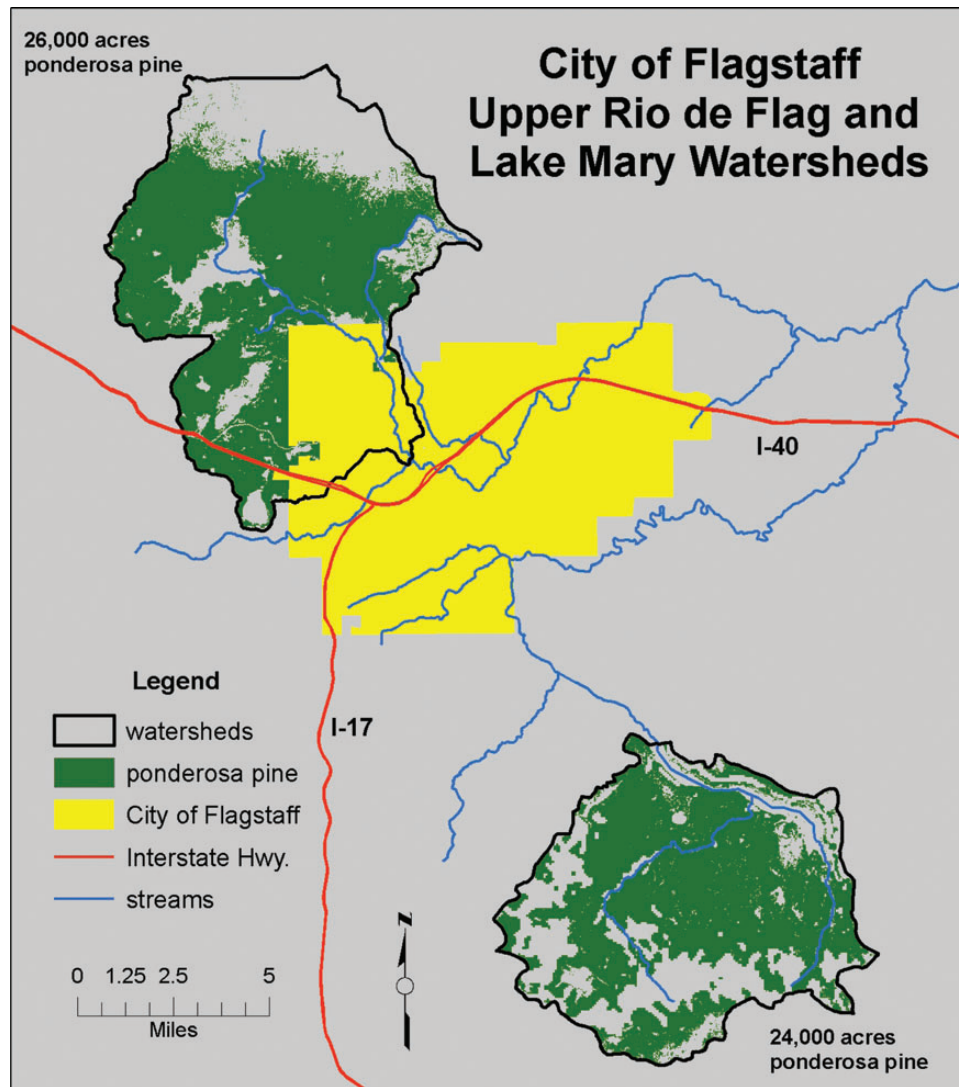 26,000 acres
ponderosa pine
City of Flagstaff
Upper Rio de Flag and
Lake Mary Watersheds
I-40
I-17
Legend
watersheds
ponderosa pine
City of Flagstaff
Interstate Hwy.
streams
N
0 1.25 2.5 5
Miles
24,000 acres
ponderosa pine